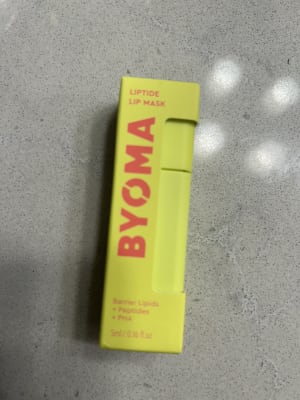 LIPTIDE
LIP MASK
BYOMA
Barrier Lipids
+ Peptides
+ PHA
5ml / 0.16 fl oz